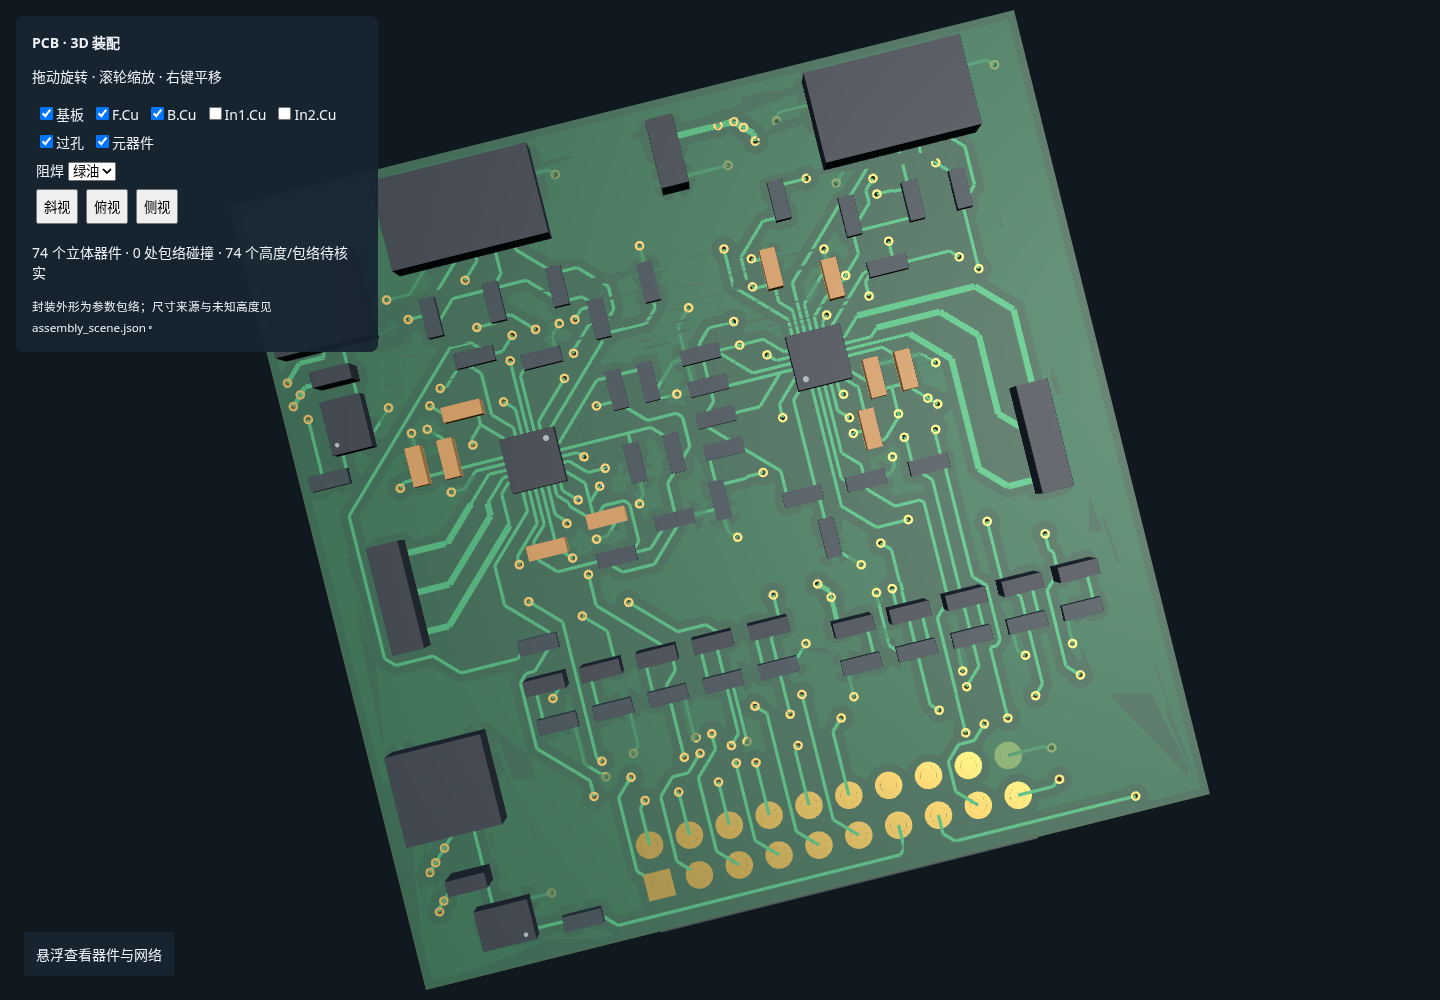 PCB · 3D 装配
拖动旋转 · 滚轮缩放 · 右键平移
基板 F.Cu B.Cu In1.Cu In2.Cu
过孔 元器件
阻焊 绿油
斜视 俯视 侧视
74 个立体器件 · 0 处包络碰撞 · 74 个高度/包络待核
实
封装外形为参数包络；尺寸来源与未知高度见
assembly_scene.json。
悬浮查看器件与网络